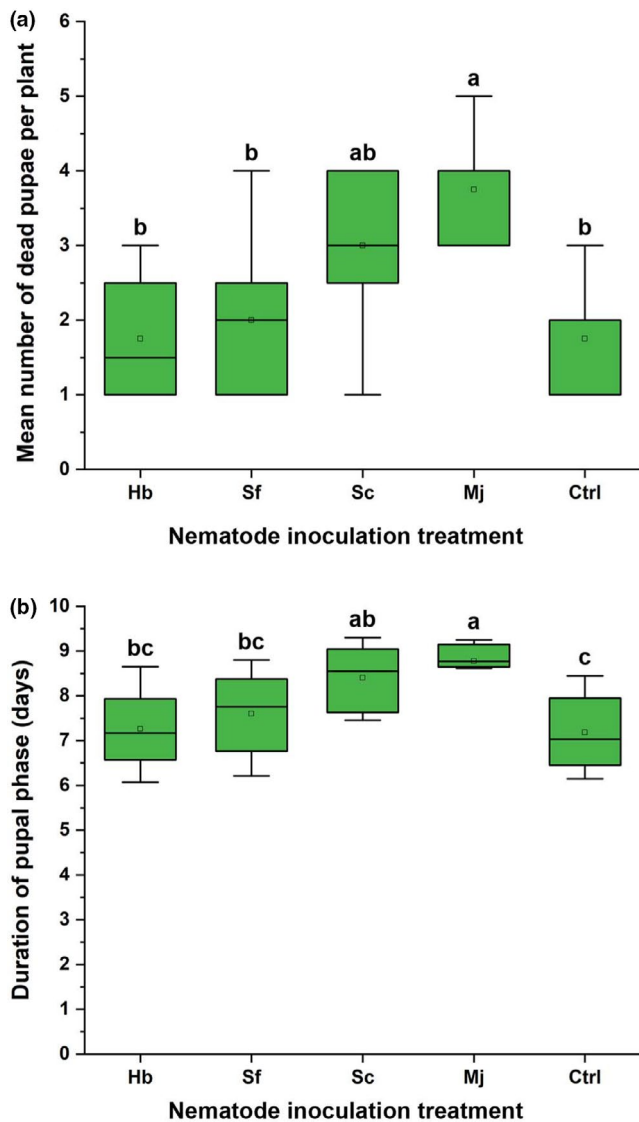 (a)
Mean number of dead pupae per plant
6
5
4
3
2
1
0
b
b
ab
a
b
Hb Sf Sc Mj Ctrl
Nematode inoculation treatment
(b)
Duration of pupal phase (days)
10
9
8
7
6
5
4
3
2
1
0
bc
bc
ab
a
c
Hb Sf Sc Mj Ctrl
Nematode inoculation treatment